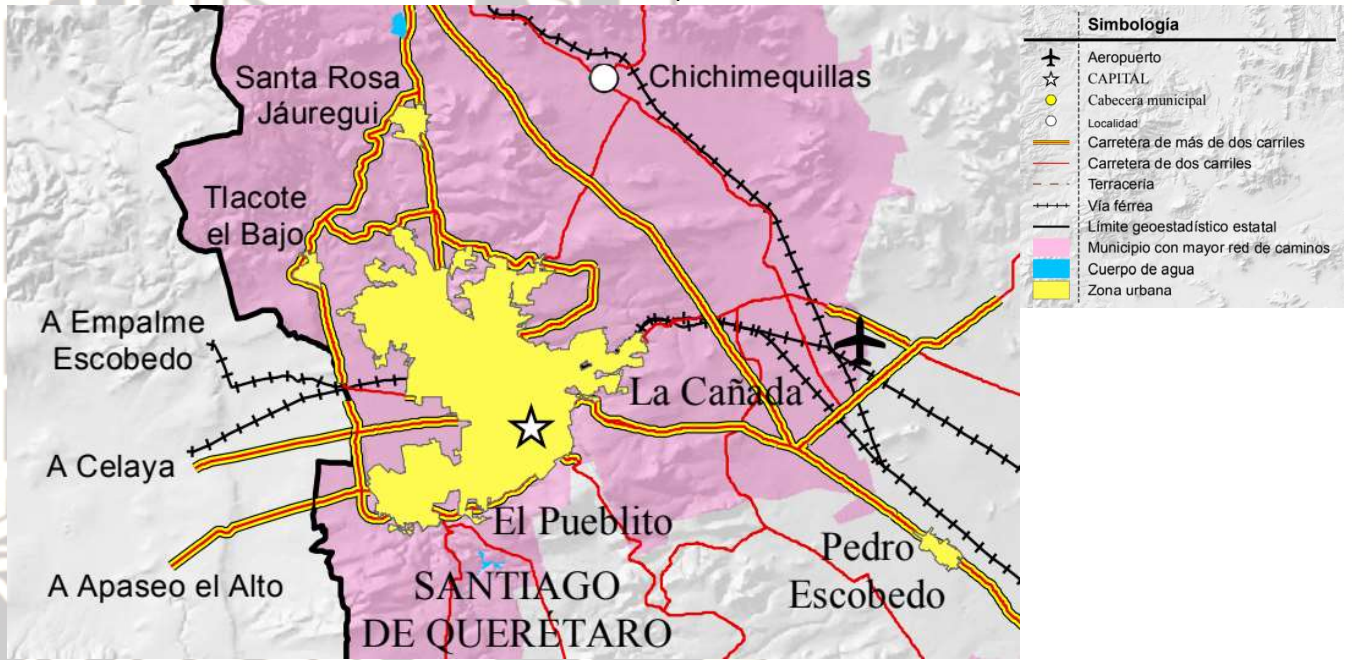 Santa Rosa
Jáuregui
Chichimequillas
Tlacote
el Bajo
A Empalme
Escobedo
La Cañada
A Celaya
El Pueblito
Pedro
Escobedo
A Apaseo el Alto
SANTIAGO
DE QUERÉTARO
Simbología
Aeropuerto
CAPITAL
Cabecera municipal
Localidad
Carretera de más de dos carriles
Carretera de dos carriles
Terracería
Vía férrea
Límite geoestadístico estatal
Municipio con mayor red de caminos
Cuerpo de agua
Zona urbana